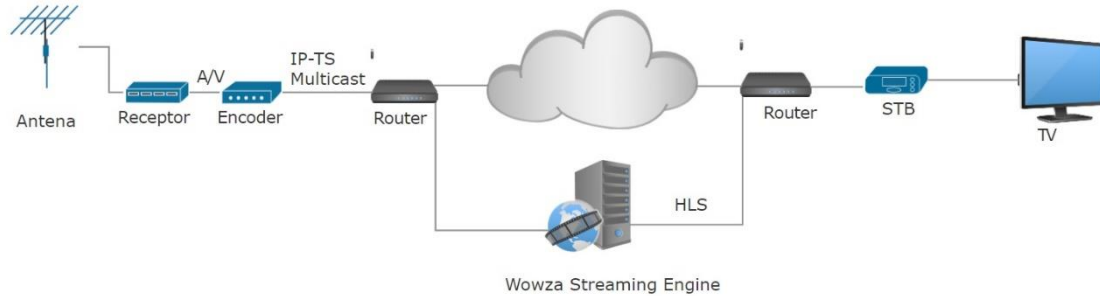 IP-TS
Multicast
A/V
Antena
Receptor
Encoder
Router
Router
STB
TV
HLS
Wowza Streaming Engine